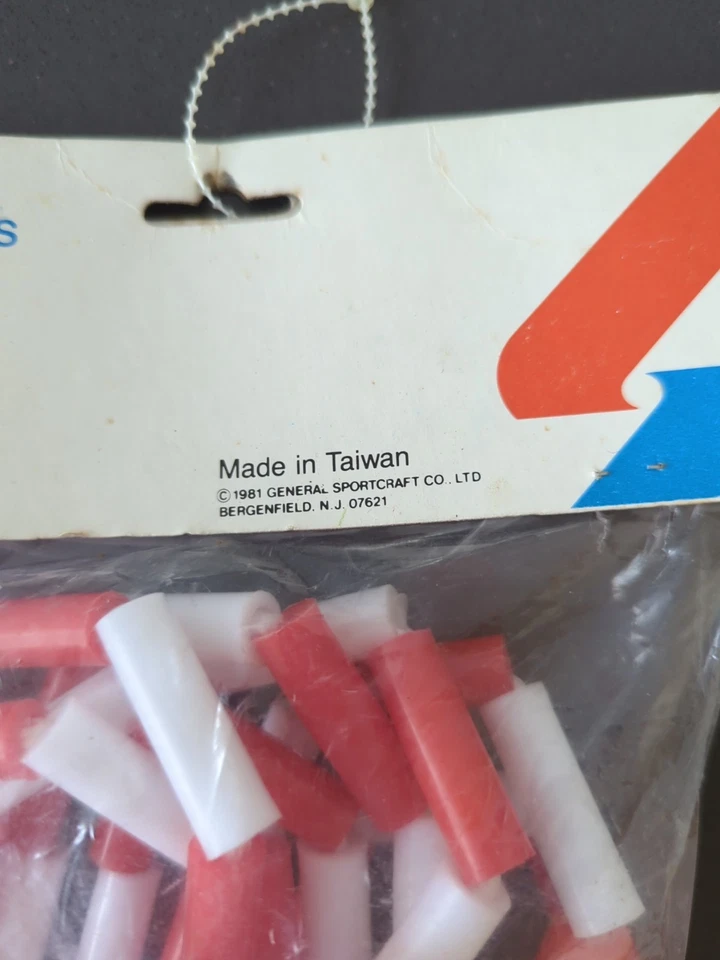 s
Made in Taiwan
© 1981 GENERAL SPORTCRAFT CO.. LTD
BERGENFIELD. N.J. 07621